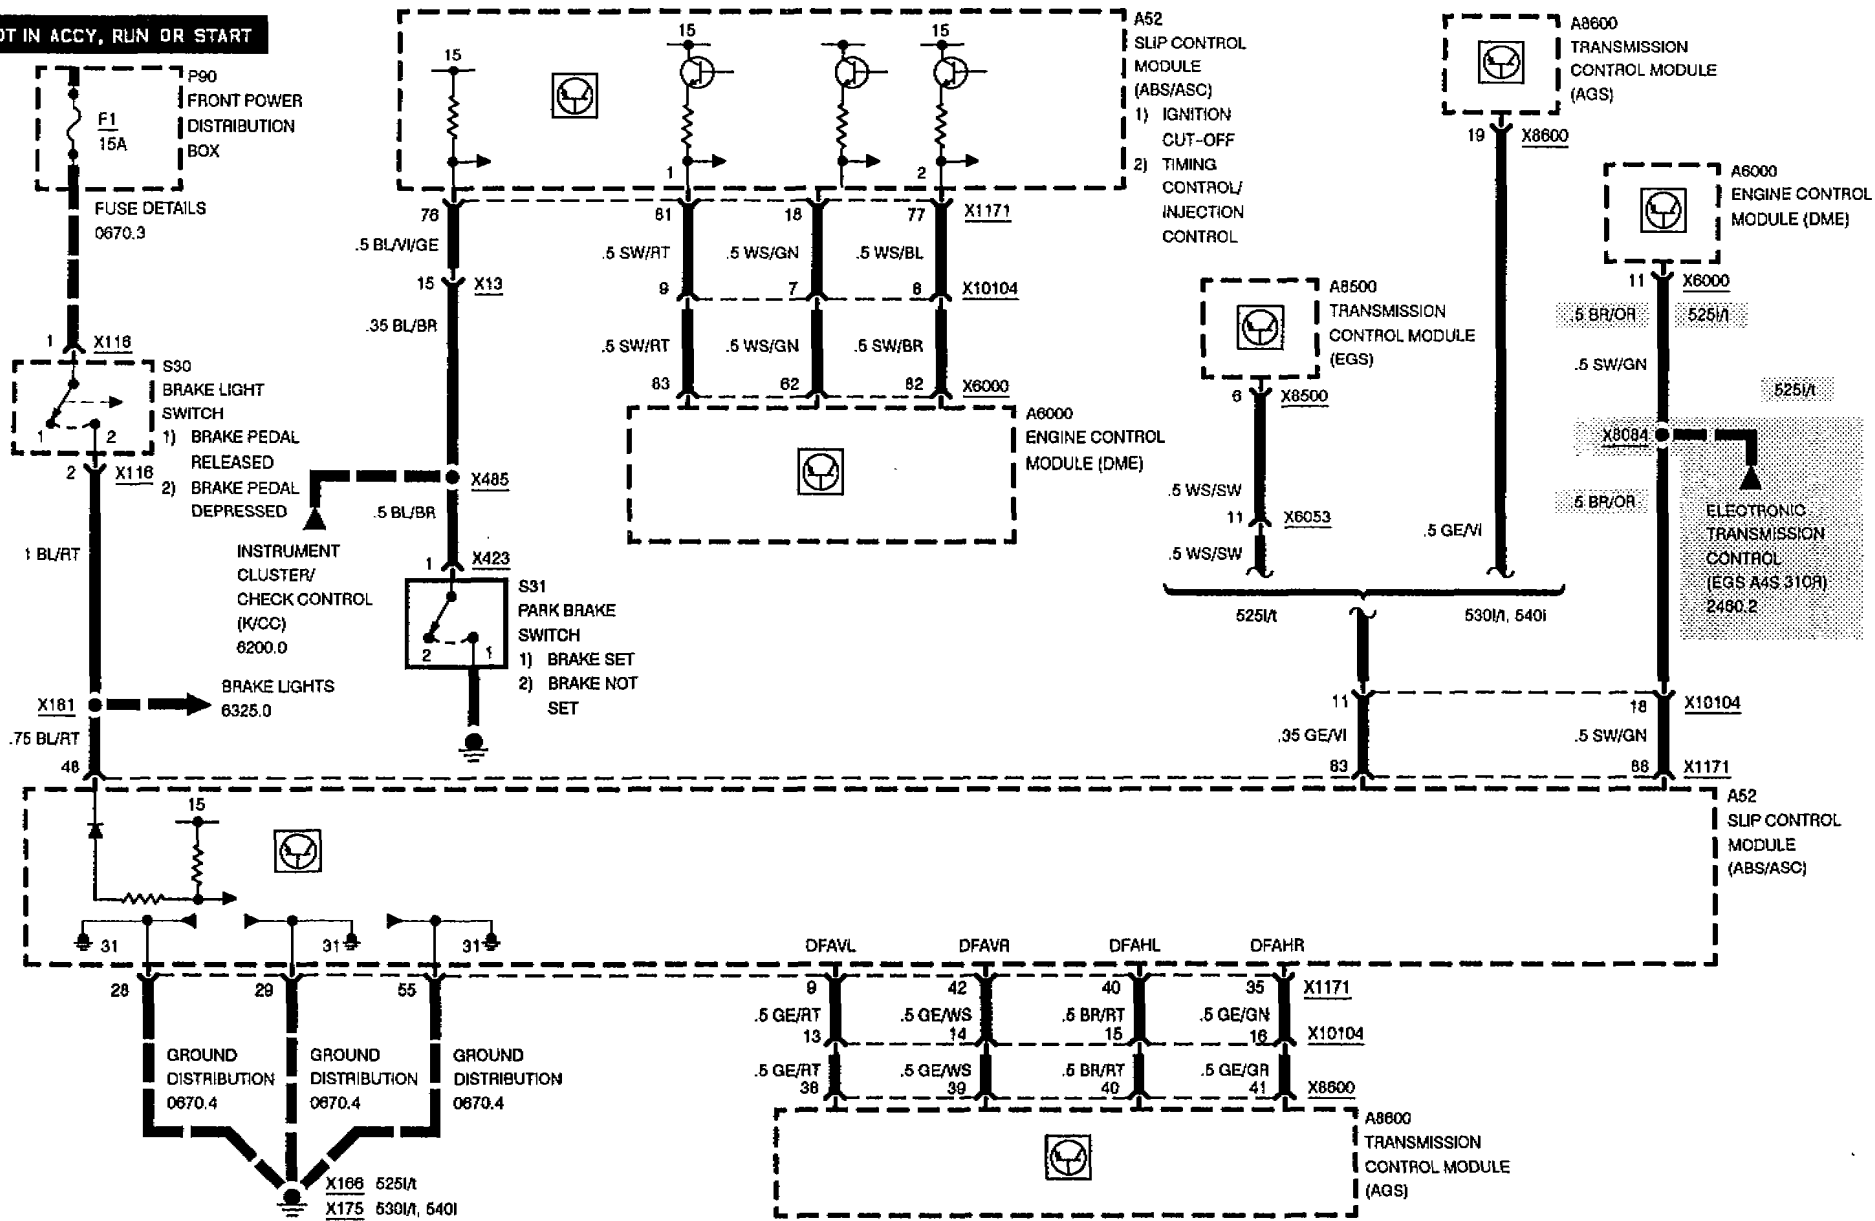 OT IN ACCY, RUN OR START
P90
FRONT POWER
DISTRIBUTION
BOX
F1
15A
FUSE DETAILS
0670.3
1
X116
S30
BRAKE LIGHT
SWITCH
1) BRAKE PEDAL
RELEASED
2) BRAKE PEDAL
DEPRESSED
1
2
2
X116
1 BL/RT
X181
BRAKE LIGHTS
6325.0
.75 BL/RT
48
15
15
15
1
2
A52
SLIP CONTROL
MODULE
(ABS/ASC)
1) IGNITION
CUT-OFF
2) TIMING
CONTROL/
INJECTION
CONTROL
76
81
18
77
X1171
.5 BL/VI/GE
.5 SW/RT
.5 WS/GN
.5 WS/BL
15
X13
9
7
8
X10104
.35 BL/BR
.5 SW/RT
.5 WS/GN
.5 SW/BR
83
62
82
X6000
A6000
ENGINE CONTROL
MODULE (DME)
X485
.5 BL/BR
INSTRUMENT
CLUSTER/
CHECK CONTROL
(K/CC)
6200.0
1
X423
S31
PARK BRAKE
SWITCH
1) BRAKE SET
2) BRAKE NOT
SET
2
1
A8600
TRANSMISSION
CONTROL MODULE
(AGS)
19
X8600
A6000
ENGINE CONTROL
MODULE (DME)
11
X6000
.5 BR/OR
525i/t
.5 SW/GN
525i/t
X8084
.5 BR/OR
ELECTRONIC
TRANSMISSION
CONTROL
(EGS A4S 310R)
2460.2
A8500
TRANSMISSION
CONTROL MODULE
(EGS)
6
X8500
.5 WS/SW
11
X6053
.5 WS/SW
.5 GE/VI
525i/t
530i/t, 540i
11
18
X10104
.35 GE/VI
.5 SW/GN
83
88
X1171
A52
SLIP CONTROL
MODULE
(ABS/ASC)
15
31
31
31
DFAVL
DFAVR
DFAHL
DFAHR
28
29
55
9
42
40
35
X1171
.5 GE/RT
.5 GE/WS
.5 BR/RT
.5 GE/GN
13
14
15
16
X10104
.5 GE/RT
.5 GE/WS
.5 BR/RT
.5 GE/GR
38
39
40
41
X8600
A8600
TRANSMISSION
CONTROL MODULE
(AGS)
GROUND
DISTRIBUTION
0670.4
GROUND
DISTRIBUTION
0670.4
GROUND
DISTRIBUTION
0670.4
X166 525i/t
X175 530i/t, 540i